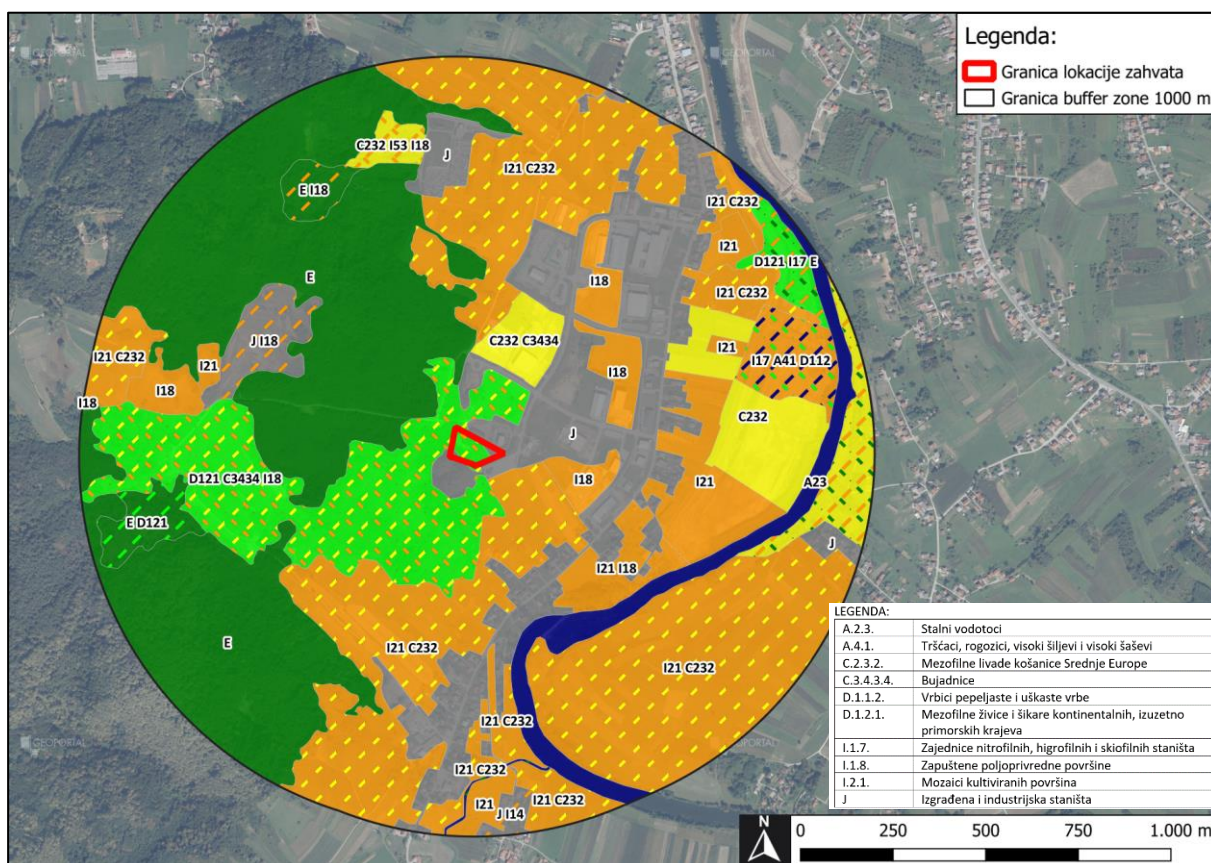 GEOPORTAL
GEOPORTAL
Legenda:
Granica lokacije zahvata
Granica buffer zone 1000 m
C232 I53 I18
J
E I18
I21 C232
I21 C232
I21
D121 I17 E
E
I18
I21 C232
J I18
C232 C3434
I21 C232
I21
I21
I17 A41 D112
I18
I18
I18
C232
J
D121 C3434 I18
I18
I21
A23
E D121
J
I21 I18
E
I21 C232
I21 C232
I21 C232
I21 C232
I21
J I14
I21 C232
GEOPORTAL
GEOPORTAL
LEGENDA:
A.2.3. Stalni vodotoci
A.4.1. Tršćaci, rogozici, visoki šiljevi i visoki šaševi
C.2.3.2. Mezofilne livade košanice Srednje Europe
C.3.4.3.4. Bujadnice
D.1.1.2. Vrbici pepeljaste i uškaste vrbe
D.1.2.1. Mezofilne živice i šikare kontinentalnih, izuzetno
primorskih krajeva
I.1.7. Zajednice nitrofilnih, higrofilnih i skiofilnih staništa
I.1.8. Zapuštene poljoprivredne površine
I.2.1. Mozaici kultiviranih površina
J Izgrađena i industrijska staništa
N
0 250 500 750 1.000 m